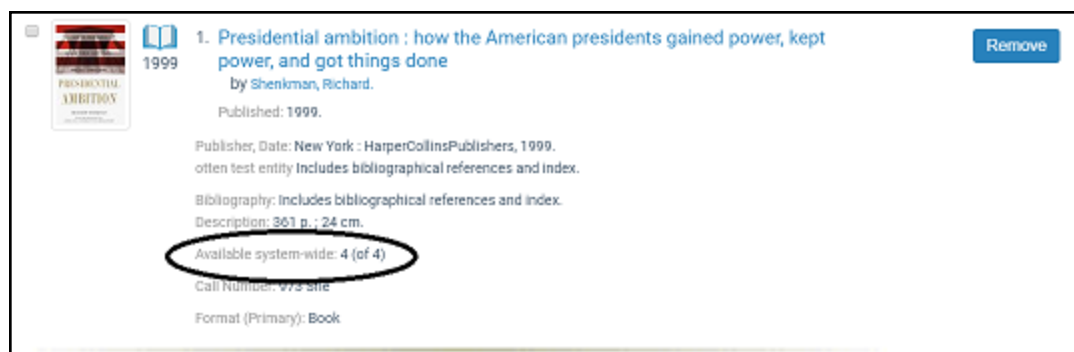 PRESIDENTIAL
AMBITION
1999
1. Presidential ambition : how the American presidents gained power, kept
power, and got things done
by Shenkman, Richard.
Published: 1999.
Remove
Publisher, Date: New York : HarperCollinsPublishers, 1999.
otten test entity Includes bibliographical references and index.
Bibliography: Includes bibliographical references and index.
Description: 361 p. ; 24 cm.
Available system-wide: 4 (of 4)
Call Number: 973 She
Format (Primary): Book